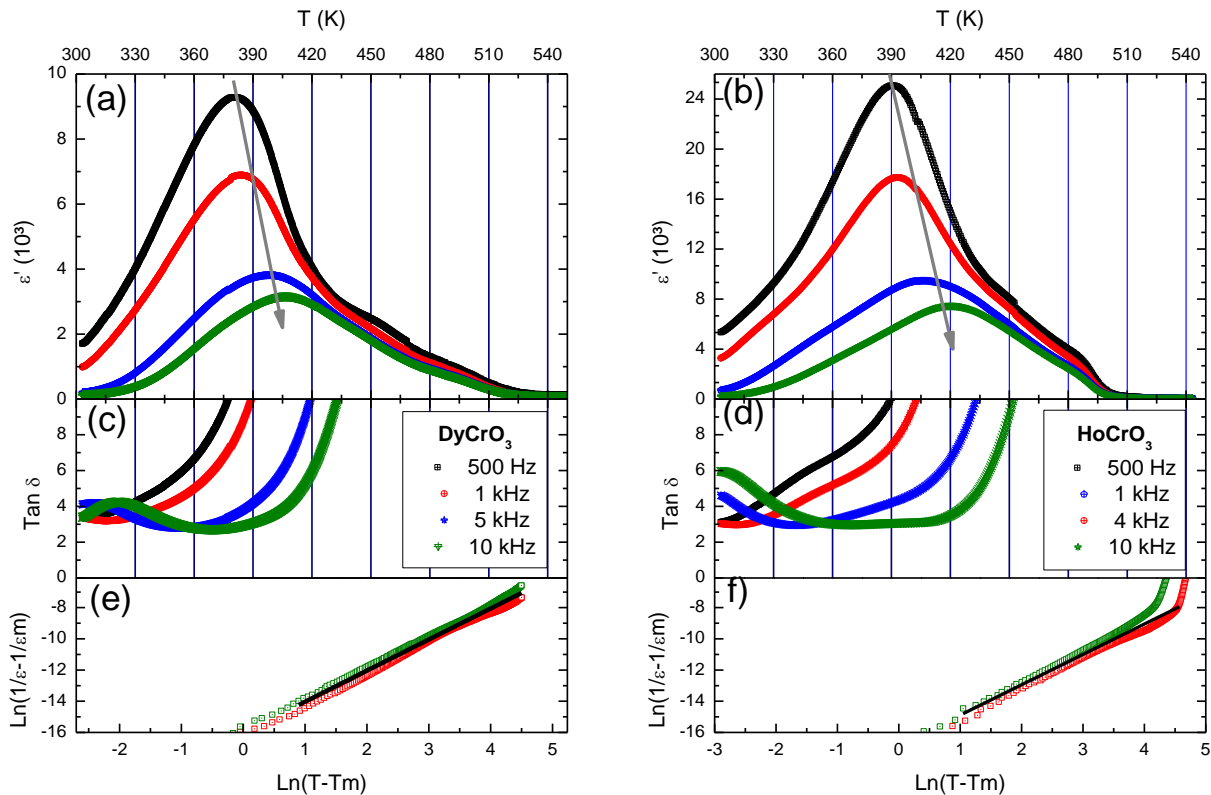 T (K)
300 330 360 390 420 450 480 510 540
(a)
10
8
6
4
2
0
ε' (10³)
(c)
8
6
4
2
0
Tan δ
DyCrO3
500 Hz
1 kHz
5 kHz
10 kHz
(e)
-8
-10
-12
-14
-16
Ln(1/ε-1/εm)
-2 -1 0 1 2 3 4 5
Ln(T-Tm)
T (K)
300 330 360 390 420 450 480 510 540
(b)
24
20
16
12
8
4
0
ε' (10³)
(d)
8
6
4
2
0
Tan δ
HoCrO3
500 Hz
1 kHz
4 kHz
10 kHz
f)
-8
-10
-12
-14
-16
Ln(1/ε-1/εm)
-3 -2 -1 0 1 2 3 4 5
Ln(T-Tm)